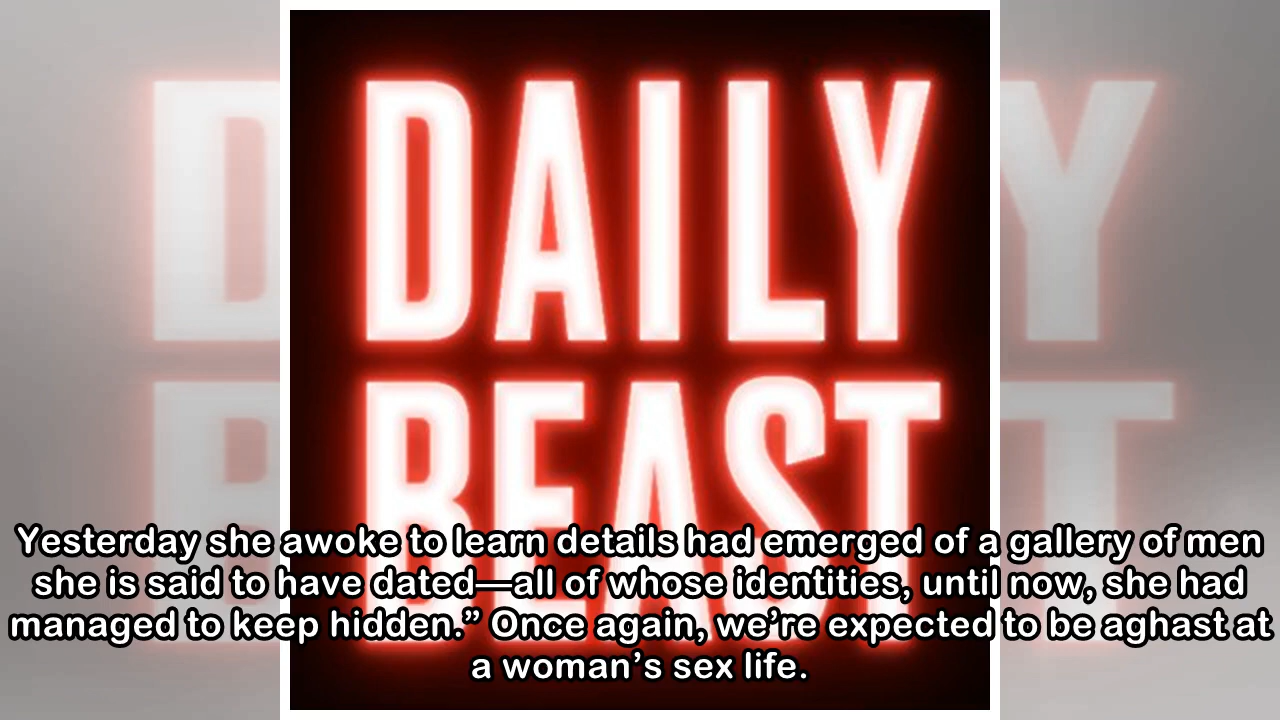 DAILY
BEAST
Yesterday she awoke to learn details had emerged of a gallery of men
she is said to have dated—all of whose identities, until now, she had
managed to keep hidden.” Once again, we’re expected to be aghast at
a woman’s sex life.